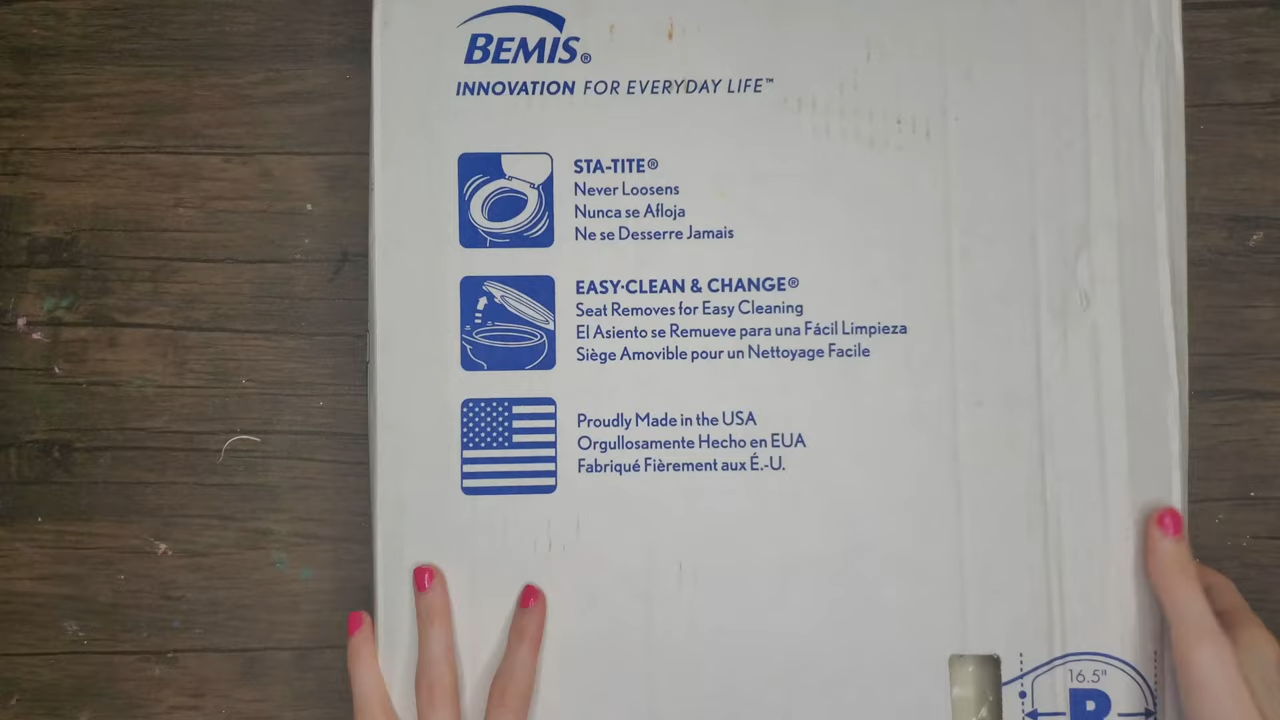 BEMIS®
INNOVATION FOR EVERYDAY LIFE™
STA-TITE®
Never Loosens
Nunca se Afloja
Ne se Desserre Jamais
EASY·CLEAN & CHANGE®
Seat Removes for Easy Cleaning
El Asiento se Remueve para una Fácil Limpieza
Siège Amovible pour un Nettoyage Facile
Proudly Made in the USA
Orgullosamente Hecho en EUA
Fabriqué Fièrement aux É.-U.
16.5"
R